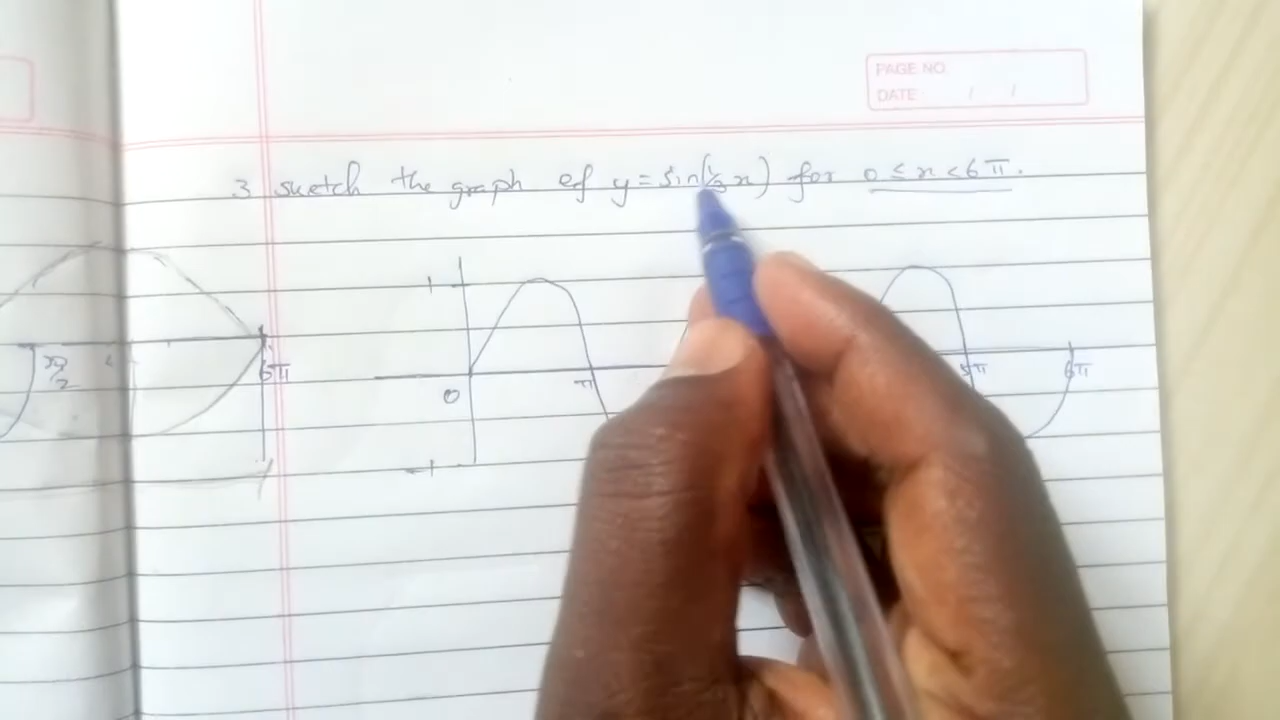 PAGE NO
DATE : / /
3 sketch the graph of y = sin(⅓x) for 0 ≤ x < 6π.
1
6π
0
π
5π
6π
-1